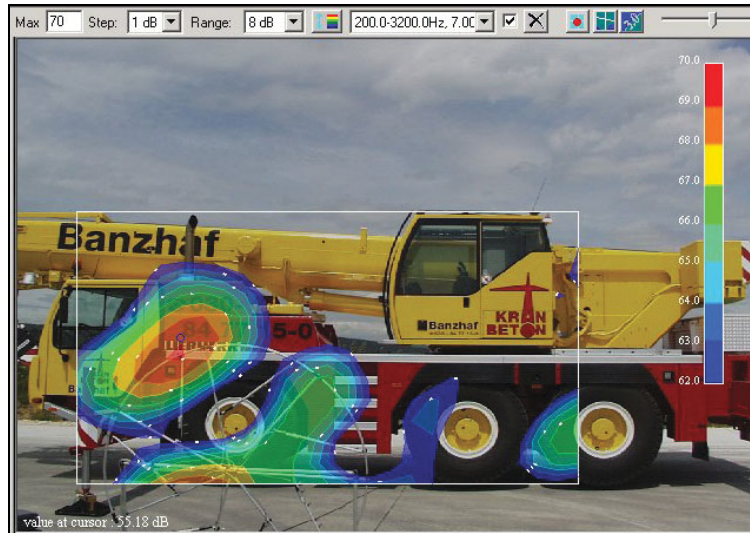 Max 70 Step: 1 dB Range: 8 dB 200.0-3200.0Hz, 7.00
70.0
69.0
68.0
67.0
66.0
65.0
64.0
63.0
62.0
Banzhaf
KRAN
BETON
Banzhaf
LIEBHERR
value at cursor : 55.18 dB